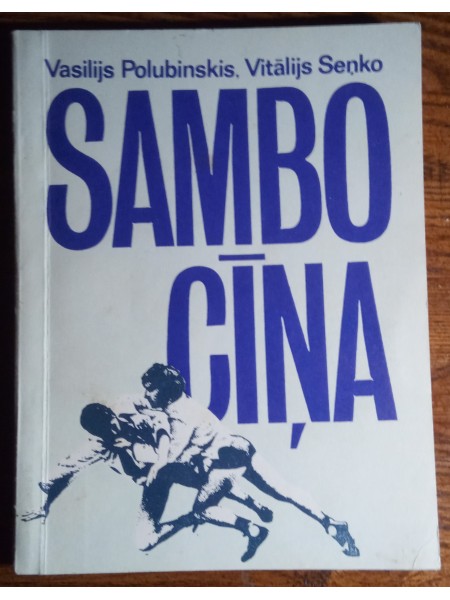 Vasilijs Polubinskis, Vitālijs Seņko
SAMBO
CĪŅA